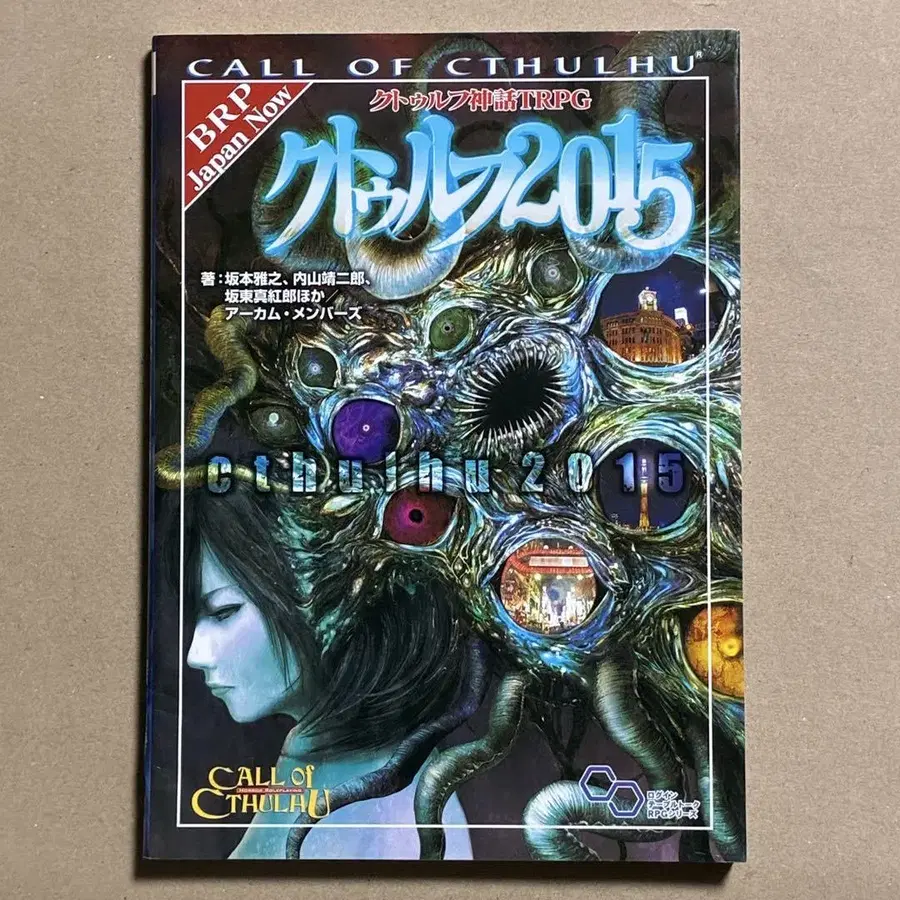 CALL OF CTHULHU®
BRP
Japan Now
クトゥルフ神話TRPG
クトゥルフ2015
著：坂本雅之、内山靖二郎、
坂東真紅郎ほか／
アーカム・メンバーズ
cthulhu 2015
CALL of
HORROR ROLEPLAYING
CTHULHU
ログイン
テーブルトーク
RPGシリーズ